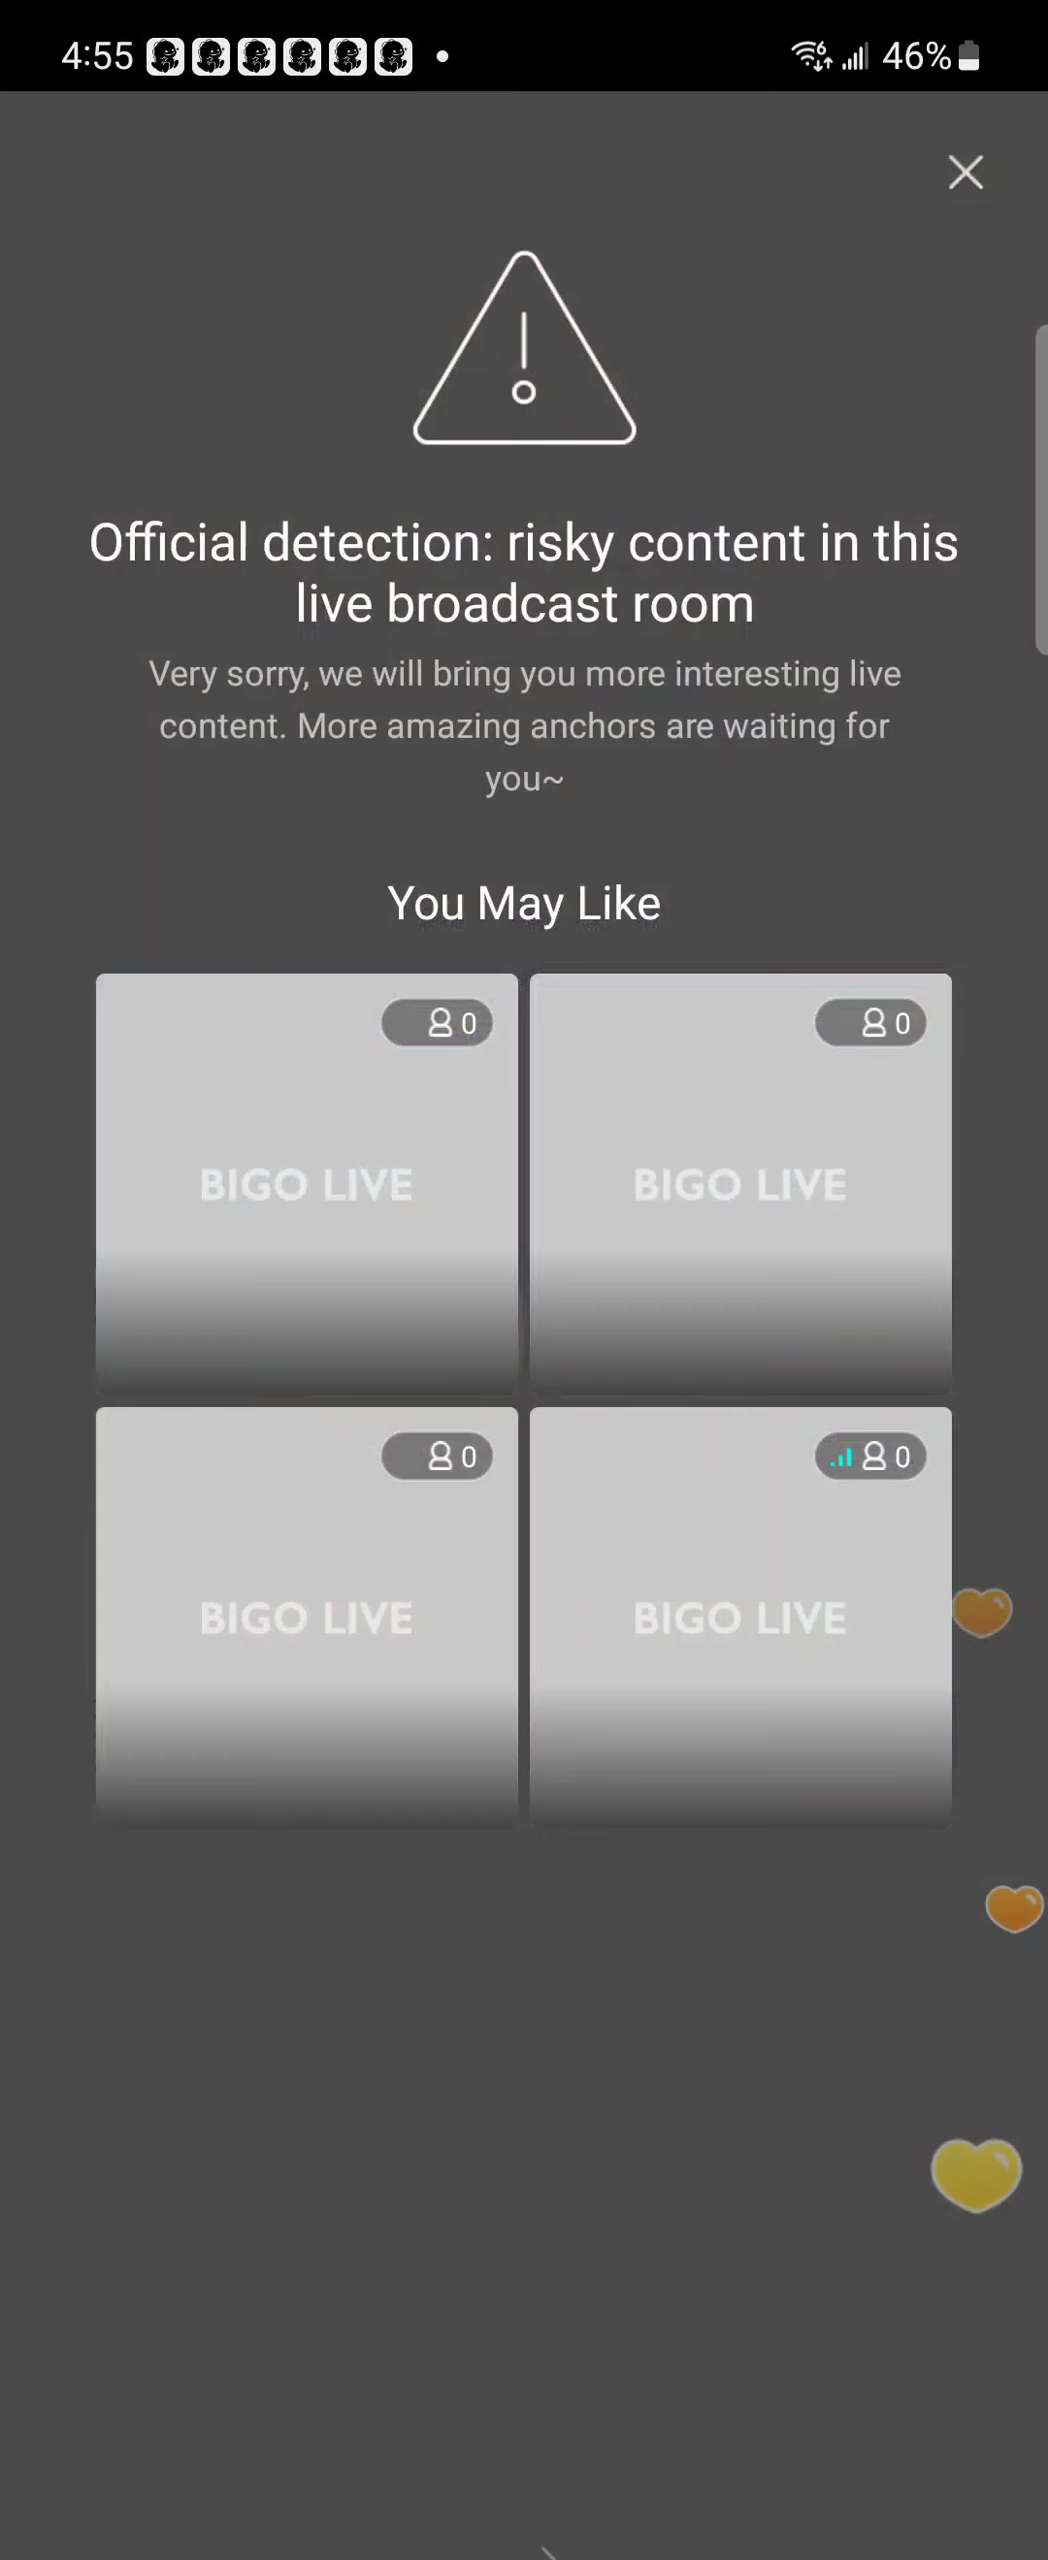 4:55
46%
Official detection: risky content in this
live broadcast room
Very sorry, we will bring you more interesting live
content. More amazing anchors are waiting for
you~
You May Like
0
0
BIGO LIVE
BIGO LIVE
0
0
BIGO LIVE
BIGO LIVE